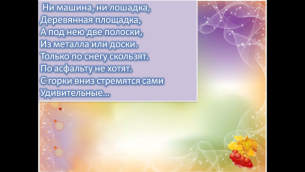 Ни машина, ни лошадка,
Деревянная площадка,
А под нею две полоски,
Из металла или доски.
Только по снегу скользят.
По асфальту не хотят.
С горки вниз стремятся сами
Удивительные...